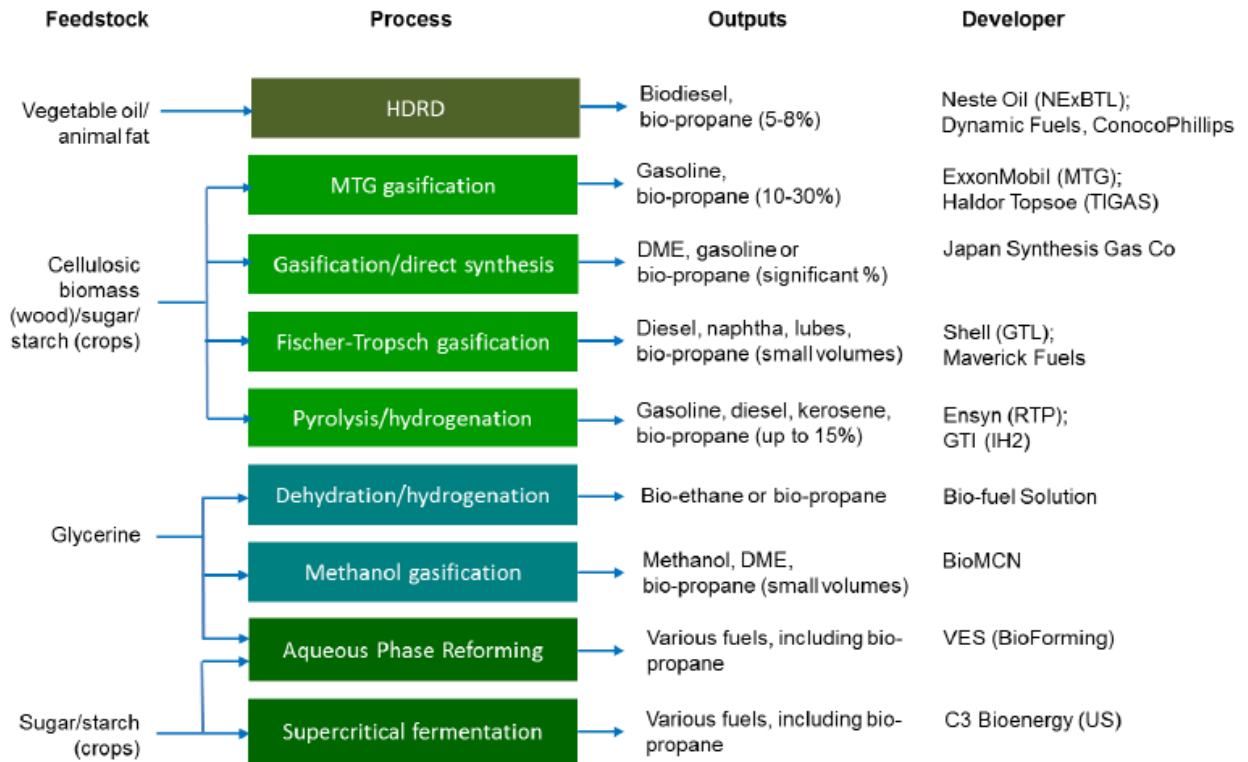 Feedstock Process Outputs Developer
Vegetable oil/
animal fat
HDRD
Biodiesel,
bio-propane (5-8%)
Neste Oil (NExBTL);
Dynamic Fuels, ConocoPhillips
Cellulosic
biomass
(wood)/sugar/
starch (crops)
MTG gasification
Gasoline,
bio-propane (10-30%)
ExxonMobil (MTG);
Haldor Topsoe (TIGAS)
Gasification/direct synthesis
DME, gasoline or
bio-propane (significant %)
Japan Synthesis Gas Co
Fischer-Tropsch gasification
Diesel, naphtha, lubes,
bio-propane (small volumes)
Shell (GTL);
Maverick Fuels
Pyrolysis/hydrogenation
Gasoline, diesel, kerosene,
bio-propane (up to 15%)
Ensyn (RTP);
GTI (IH2)
Glycerine
Dehydration/hydrogenation
Bio-ethane or bio-propane
Bio-fuel Solution
Methanol gasification
Methanol, DME,
bio-propane (small volumes)
BioMCN
Aqueous Phase Reforming
Various fuels, including bio-
propane
VES (BioForming)
Sugar/starch
(crops)
Supercritical fermentation
Various fuels, including bio-
propane
C3 Bioenergy (US)